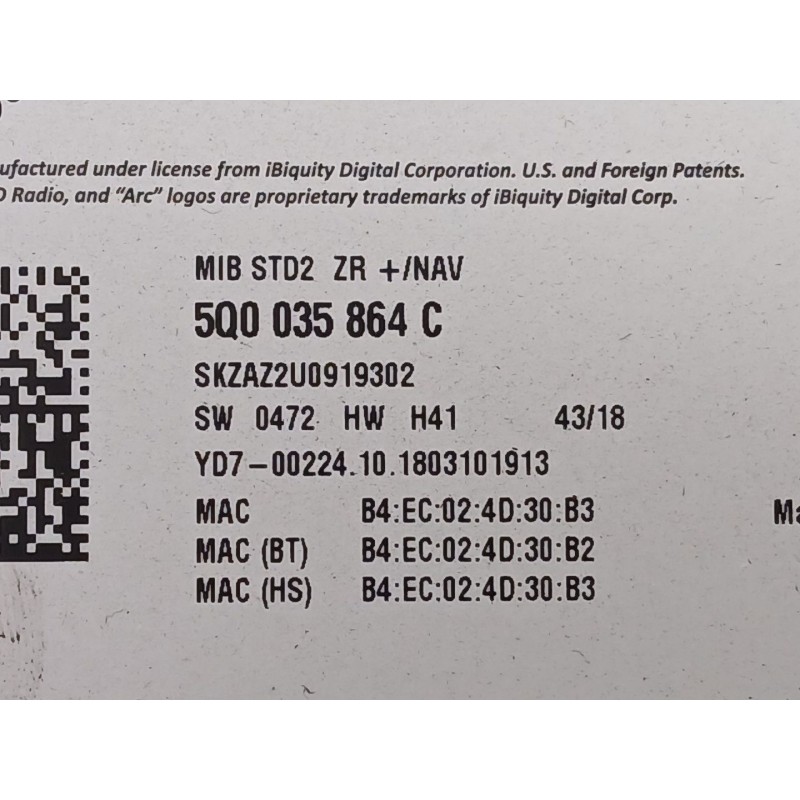 ufactured under license from iBiquity Digital Corporation. U.S. and Foreign Patents.
D Radio, and “Arc” logos are proprietary trademarks of iBiquity Digital Corp.
MIB STD2 ZR +/NAV
5Q0 035 864 C
SKZAZ2U0919302
SW 0472 HW H41 43/18
YD7-00224.10.1803101913
MAC B4:EC:02:4D:30:B3 Ma
MAC (BT) B4:EC:02:4D:30:B2
MAC (HS) B4:EC:02:4D:30:B3